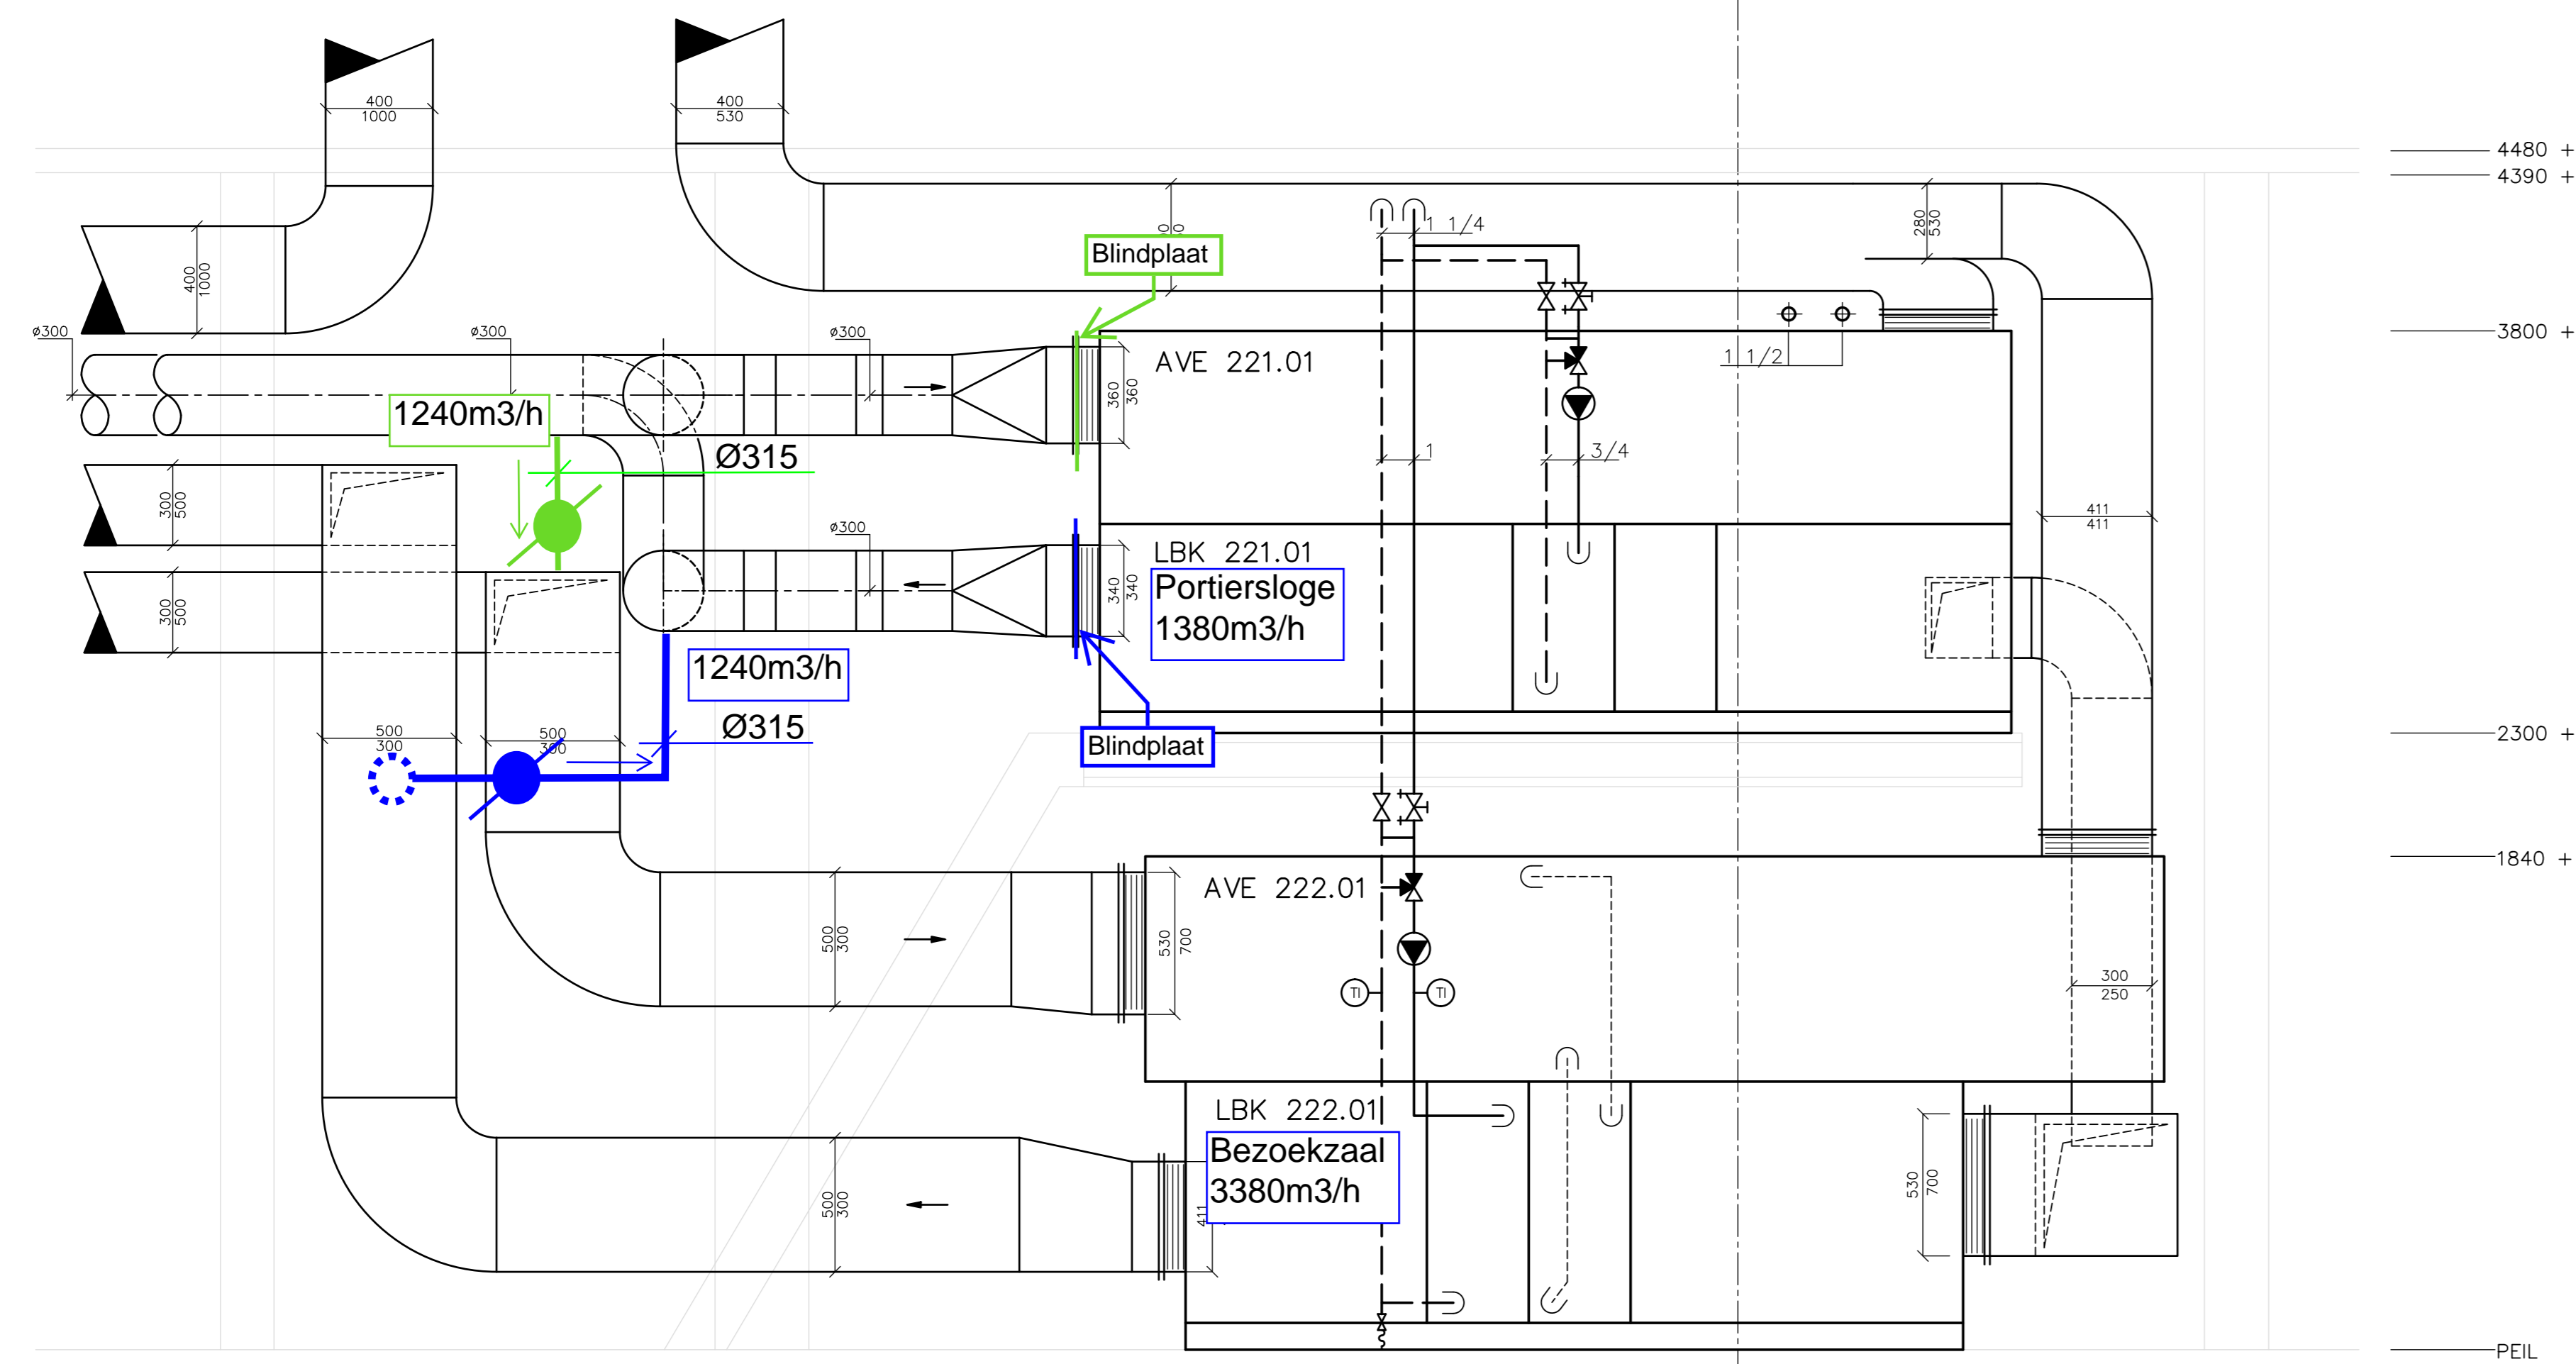 400
1000
400
530
4480 +
4390 +
400
1000
1 1/4
280
530
Blindplaat
ø300
ø300
ø300
3800 +
AVE 221.01
1 1/2
360
360
1240m3/h
Ø315
1
3/4
300
500
411
411
ø300
LBK 221.01
Portiersloge
1380m3/h
340
340
300
500
1240m3/h
Ø315
500
300
500
300
Blindplaat
2300 +
1840 +
AVE 222.01
500
300
530
700
TI
TI
300
250
LBK 222.01
Bezoekzaal
3380m3/h
500
300
411
530
700
PEIL